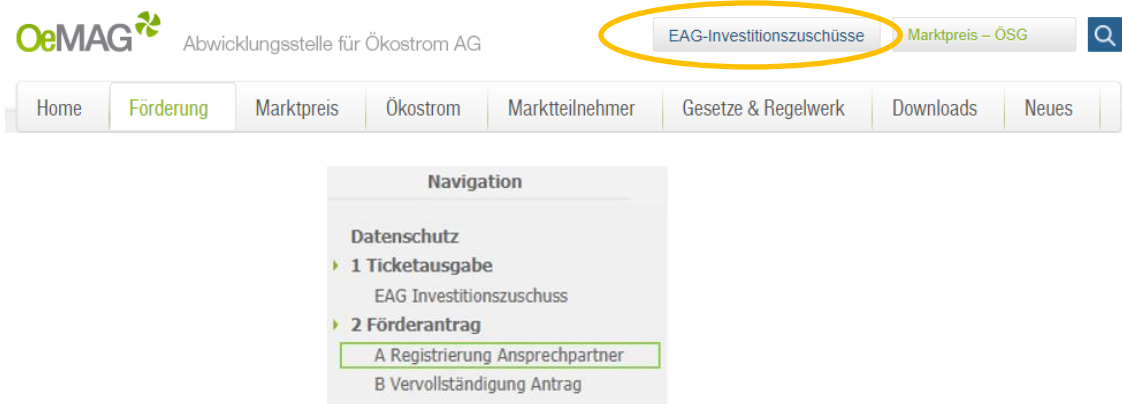 OeMAG Abwicklungsstelle für Ökostrom AG EAG-Investitionszuschüsse Marktpreis – ÖSG
Home Förderung Marktpreis Ökostrom Marktteilnehmer Gesetze & Regelwerk Downloads Neues
Navigation
Datenschutz
1 Ticketausgabe
EAG Investitionszuschuss
2 Förderantrag
A Registrierung Ansprechpartner
B Vervollständigung Antrag